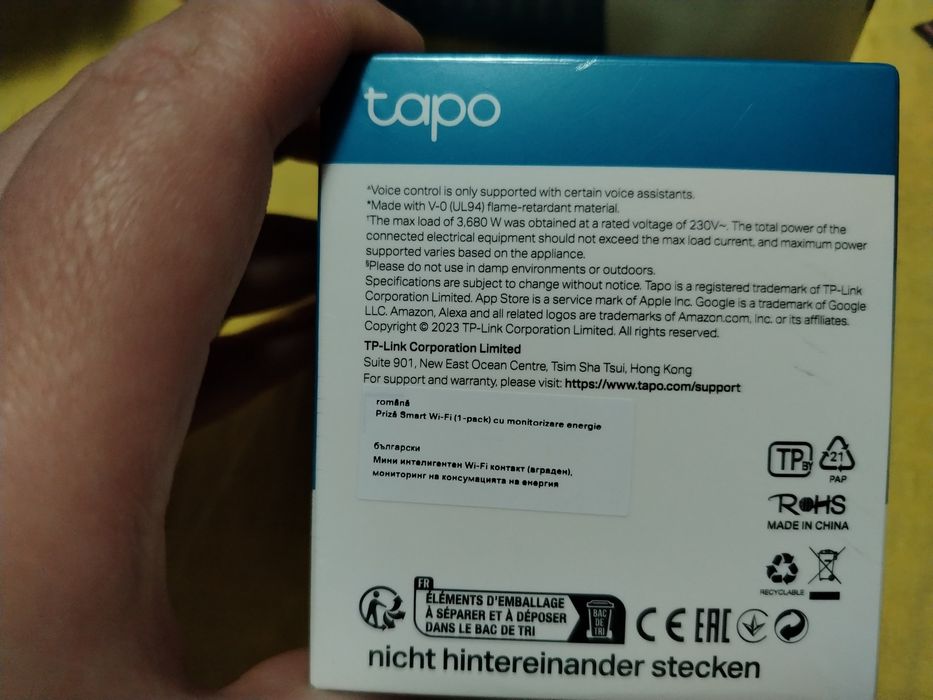 tapo
^Voice control is only supported with certain voice assistants.
*Made with V-0 (UL94) flame-retardant material.
†The max load of 3,680 W was obtained at a rated voltage of 230V~. The total power of the
connected electrical equipment should not exceed the max load current, and maximum power
supported varies based on the appliance.
§Please do not use in damp environments or outdoors.
Specifications are subject to change without notice. Tapo is a registered trademark of TP-Link
Corporation Limited. App Store is a service mark of Apple Inc. Google is a trademark of Google
LLC. Amazon, Alexa and all related logos are trademarks of Amazon.com, Inc. or its affiliates.
Copyright © 2023 TP-Link Corporation Limited. All rights reserved.
TP-Link Corporation Limited
Suite 901, New East Ocean Centre, Tsim Sha Tsui, Hong Kong
For support and warranty, please visit: https://www.tapo.com/support
română
Priză Smart Wi-Fi (1-pack) cu monitorizare energie
български
Мини интелигентен Wi-Fi контакт (вграден),
мониторинг на консумацията на енергия
TP BY
21
PAP
RoHS
MADE IN CHINA
RECYCLABLE
FR
ÉLÉMENTS D'EMBALLAGE
À SÉPARER ET À DÉPOSER
DANS LE BAC DE TRI
BAC
DE
TRI
CE EAC
nicht hintereinander stecken